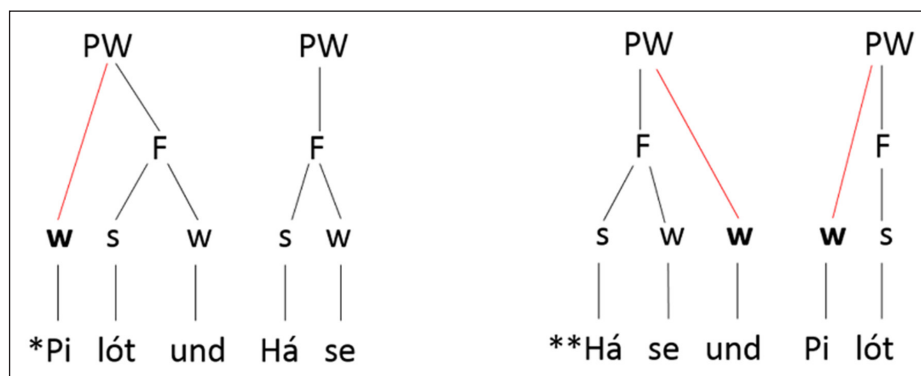 PW PW PW PW
F F F F
w s w s w s w w w s
*Pi lót und Há se **Há se und Pi lót